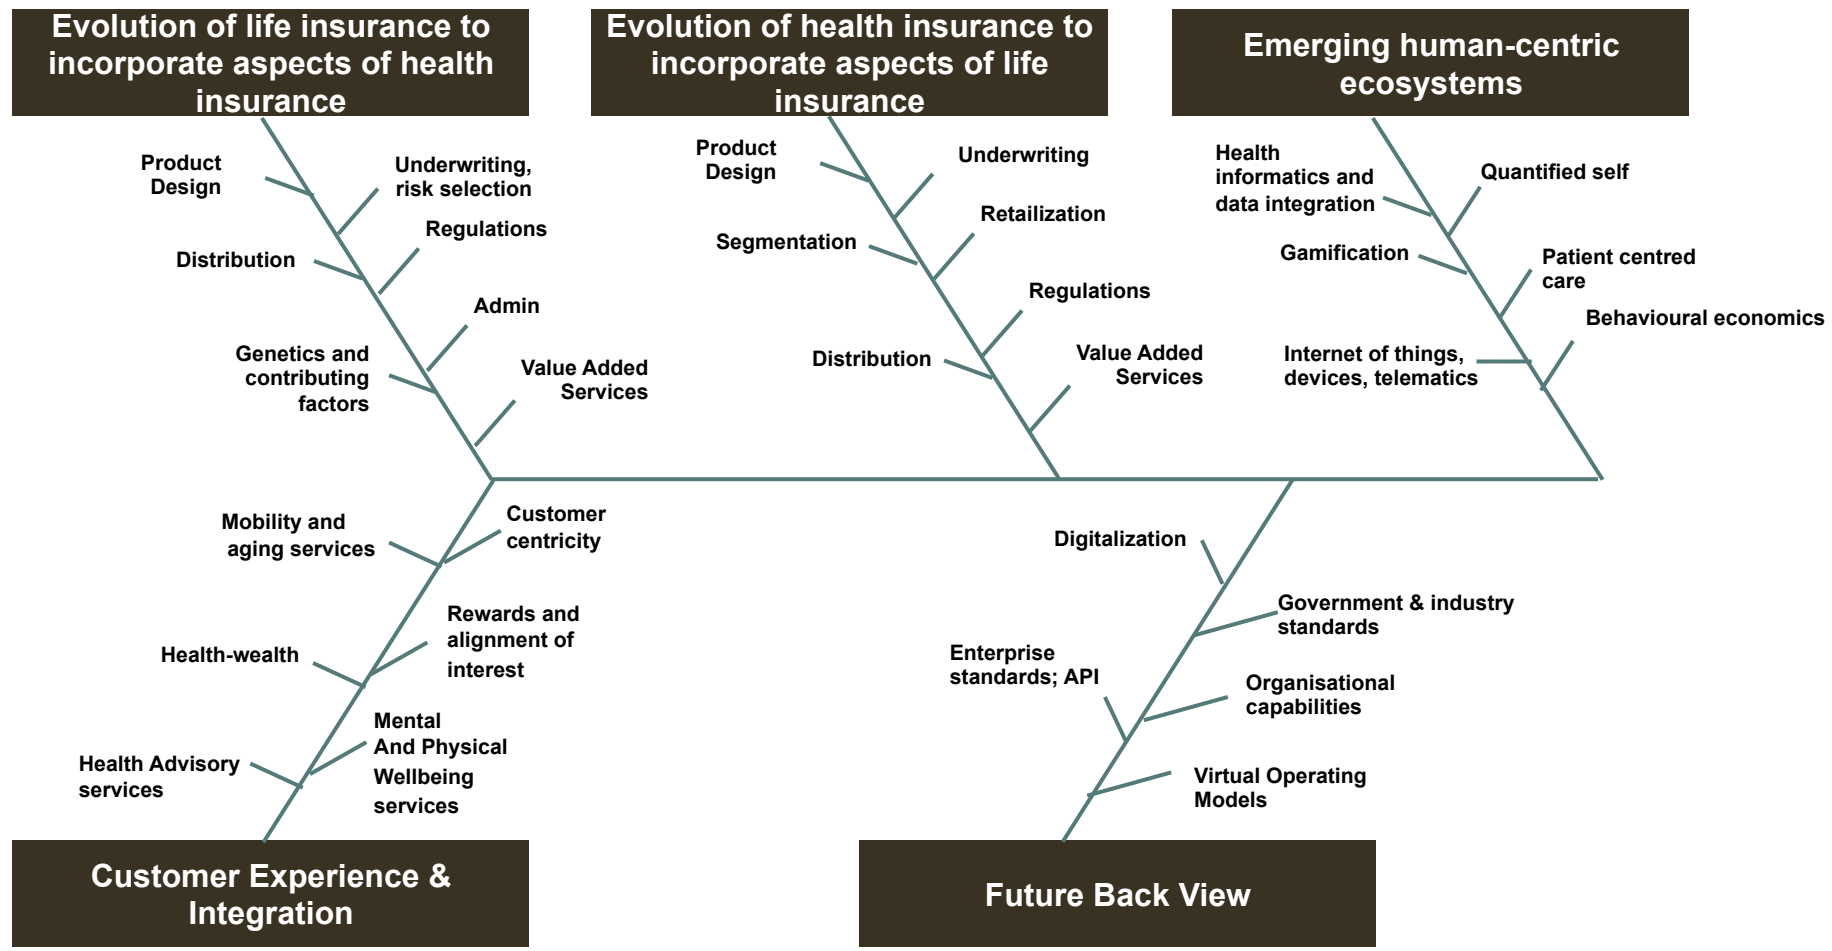 Evolution of life insurance to
incorporate aspects of health
insurance
Evolution of health insurance to
incorporate aspects of life
insurance
Emerging human-centric
ecosystems
Product
Design
Underwriting,
risk selection
Regulations
Distribution
Admin
Genetics and
contributing
factors
Value Added
Services
Product
Design
Underwriting
Retailization
Segmentation
Regulations
Distribution
Value Added
Services
Health
informatics and
data integration
Quantified self
Gamification
Patient centred
care
Behavioural economics
Internet of things,
devices, telematics
Mobility and
aging services
Customer
centricity
Rewards and
alignment of
interest
Health-wealth
Mental
And Physical
Wellbeing
services
Health Advisory
services
Digitalization
Government & industry
standards
Enterprise
standards; API
Organisational
capabilities
Virtual Operating
Models
Customer Experience &
Integration
Future Back View